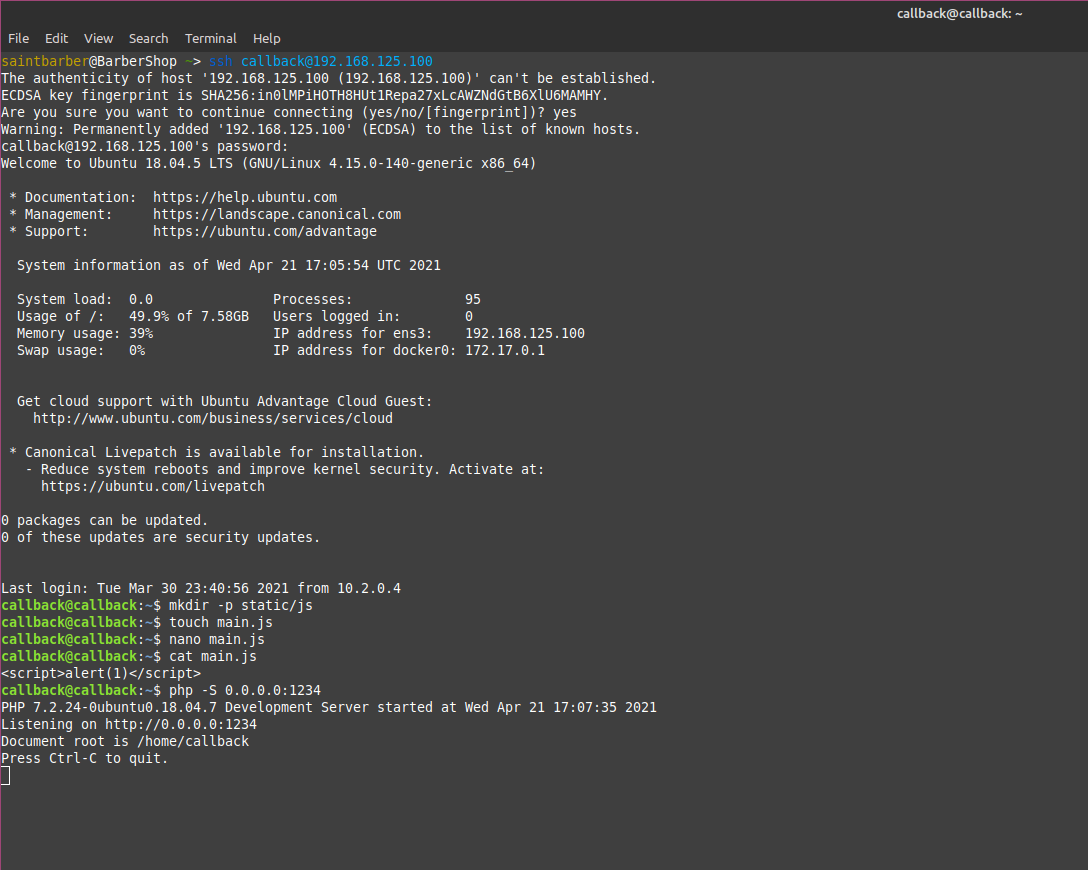 callback@callback: ~
File Edit View Search Terminal Help
saintbarber@BarberShop ~> ssh callback@192.168.125.100
The authenticity of host '192.168.125.100 (192.168.125.100)' can't be established.
ECDSA key fingerprint is SHA256:in0lMPiHOTH8HUt1Repa27xLcAWZNdGtB6XlU6MAMHY.
Are you sure you want to continue connecting (yes/no/[fingerprint])? yes
Warning: Permanently added '192.168.125.100' (ECDSA) to the list of known hosts.
callback@192.168.125.100's password:
Welcome to Ubuntu 18.04.5 LTS (GNU/Linux 4.15.0-140-generic x86_64)
 * Documentation:  https://help.ubuntu.com
 * Management:     https://landscape.canonical.com
 * Support:        https://ubuntu.com/advantage
  System information as of Wed Apr 21 17:05:54 UTC 2021
  System load:  0.0               Processes:              95
  Usage of /:   49.9% of 7.58GB   Users logged in:        0
  Memory usage: 39%               IP address for ens3:    192.168.125.100
  Swap usage:   0%                IP address for docker0: 172.17.0.1
  Get cloud support with Ubuntu Advantage Cloud Guest:
    http://www.ubuntu.com/business/services/cloud
 * Canonical Livepatch is available for installation.
   - Reduce system reboots and improve kernel security. Activate at:
     https://ubuntu.com/livepatch
0 packages can be updated.
0 of these updates are security updates.
Last login: Tue Mar 30 23:40:56 2021 from 10.2.0.4
callback@callback:~$ mkdir -p static/js
callback@callback:~$ touch main.js
callback@callback:~$ nano main.js
callback@callback:~$ cat main.js
<script>alert(1)</script>
callback@callback:~$ php -S 0.0.0.0:1234
PHP 7.2.24-0ubuntu0.18.04.7 Development Server started at Wed Apr 21 17:07:35 2021
Listening on http://0.0.0.0:1234
Document root is /home/callback
Press Ctrl-C to quit.